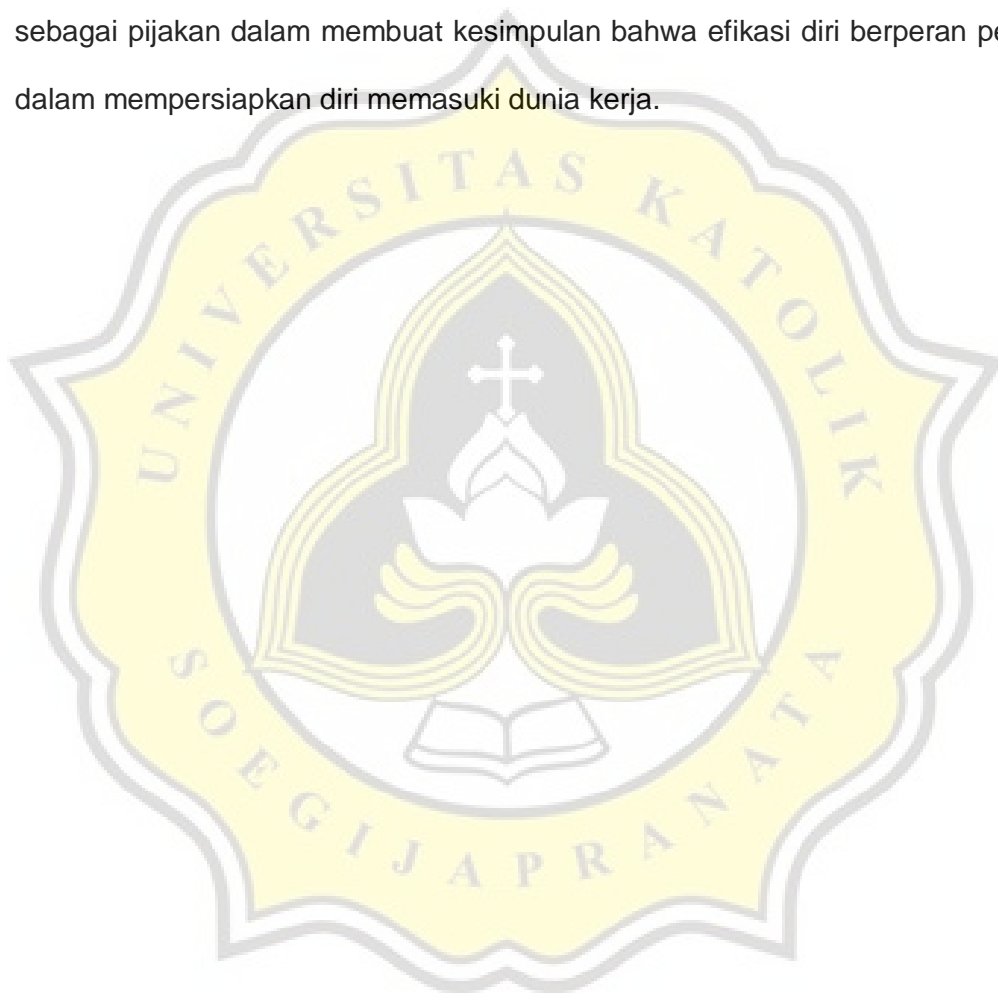 sebagai pijakan dalam membuat kesimpulan bahwa efikasi diri berperan
dalam mempersiapkan diri memasuki dunia kerja.
UNIVERSITAS KATOLIK
SOEGIJAPRANATA